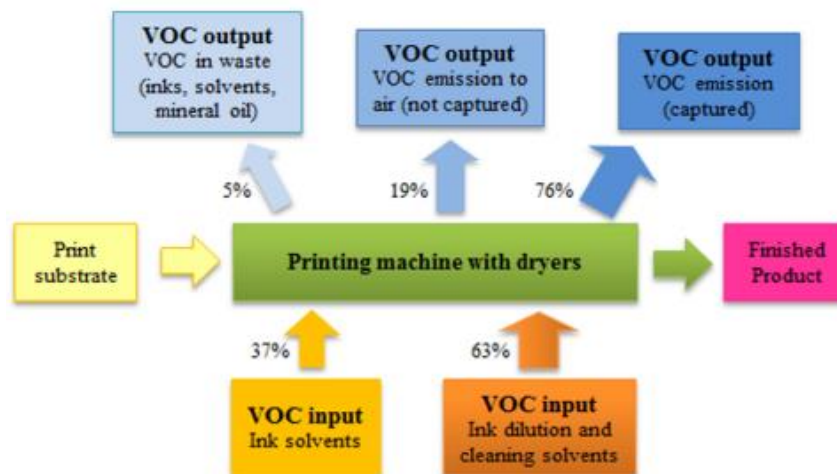 VOC output
VOC in waste
(inks, solvents,
mineral oil)
VOC output
VOC emission to
air (not captured)
VOC output
VOC emission
(captured)
5%
19%
76%
Print
substrate
Printing machine with dryers
Finished
Product
37%
63%
VOC input
Ink solvents
VOC input
Ink dilution and
cleaning solvents